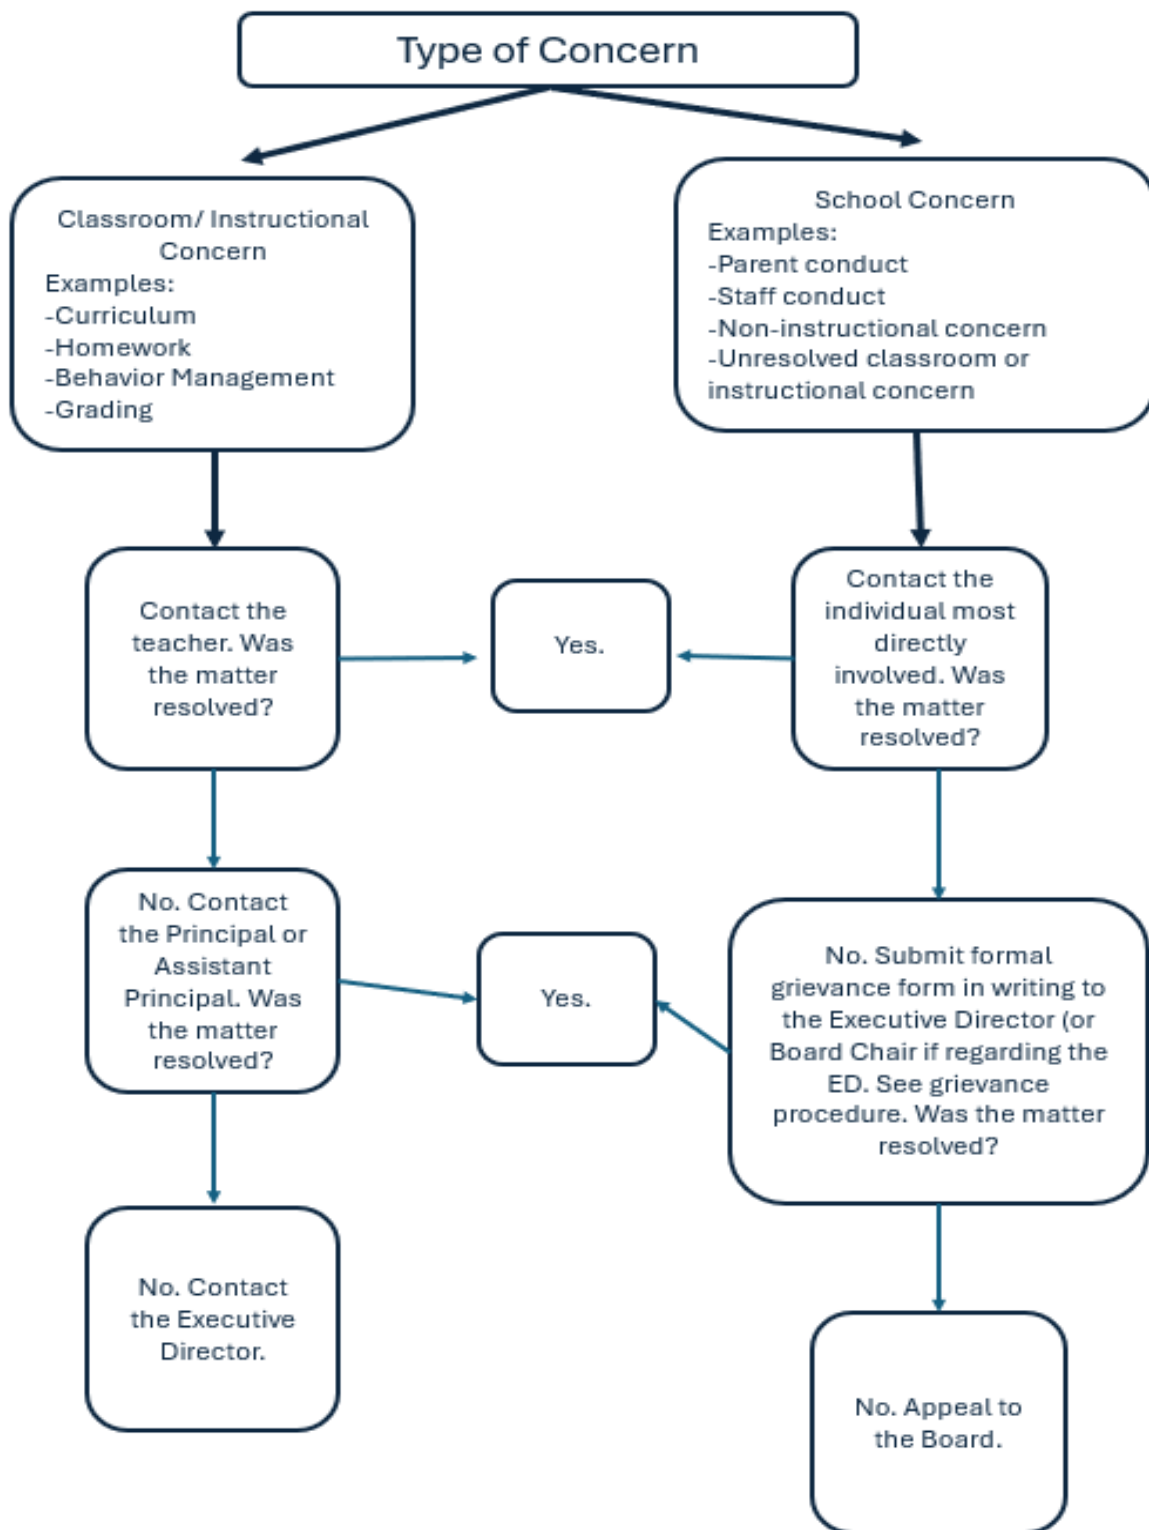 Type of Concern
Classroom/ Instructional
Concern
Examples:
-Curriculum
-Homework
-Behavior Management
-Grading
School Concern
Examples:
-Parent conduct
-Staff conduct
-Non-instructional concern
-Unresolved classroom or
instructional concern
Contact the
teacher. Was
the matter
resolved?
Yes.
Contact the
individual most
directly
involved. Was
the matter
resolved?
No. Contact
the Principal or
Assistant
Principal. Was
the matter
resolved?
Yes.
No. Submit formal
grievance form in writing to
the Executive Director (or
Board Chair if regarding the
ED. See grievance
procedure. Was the matter
resolved?
No. Contact
the Executive
Director.
No. Appeal to
the Board.